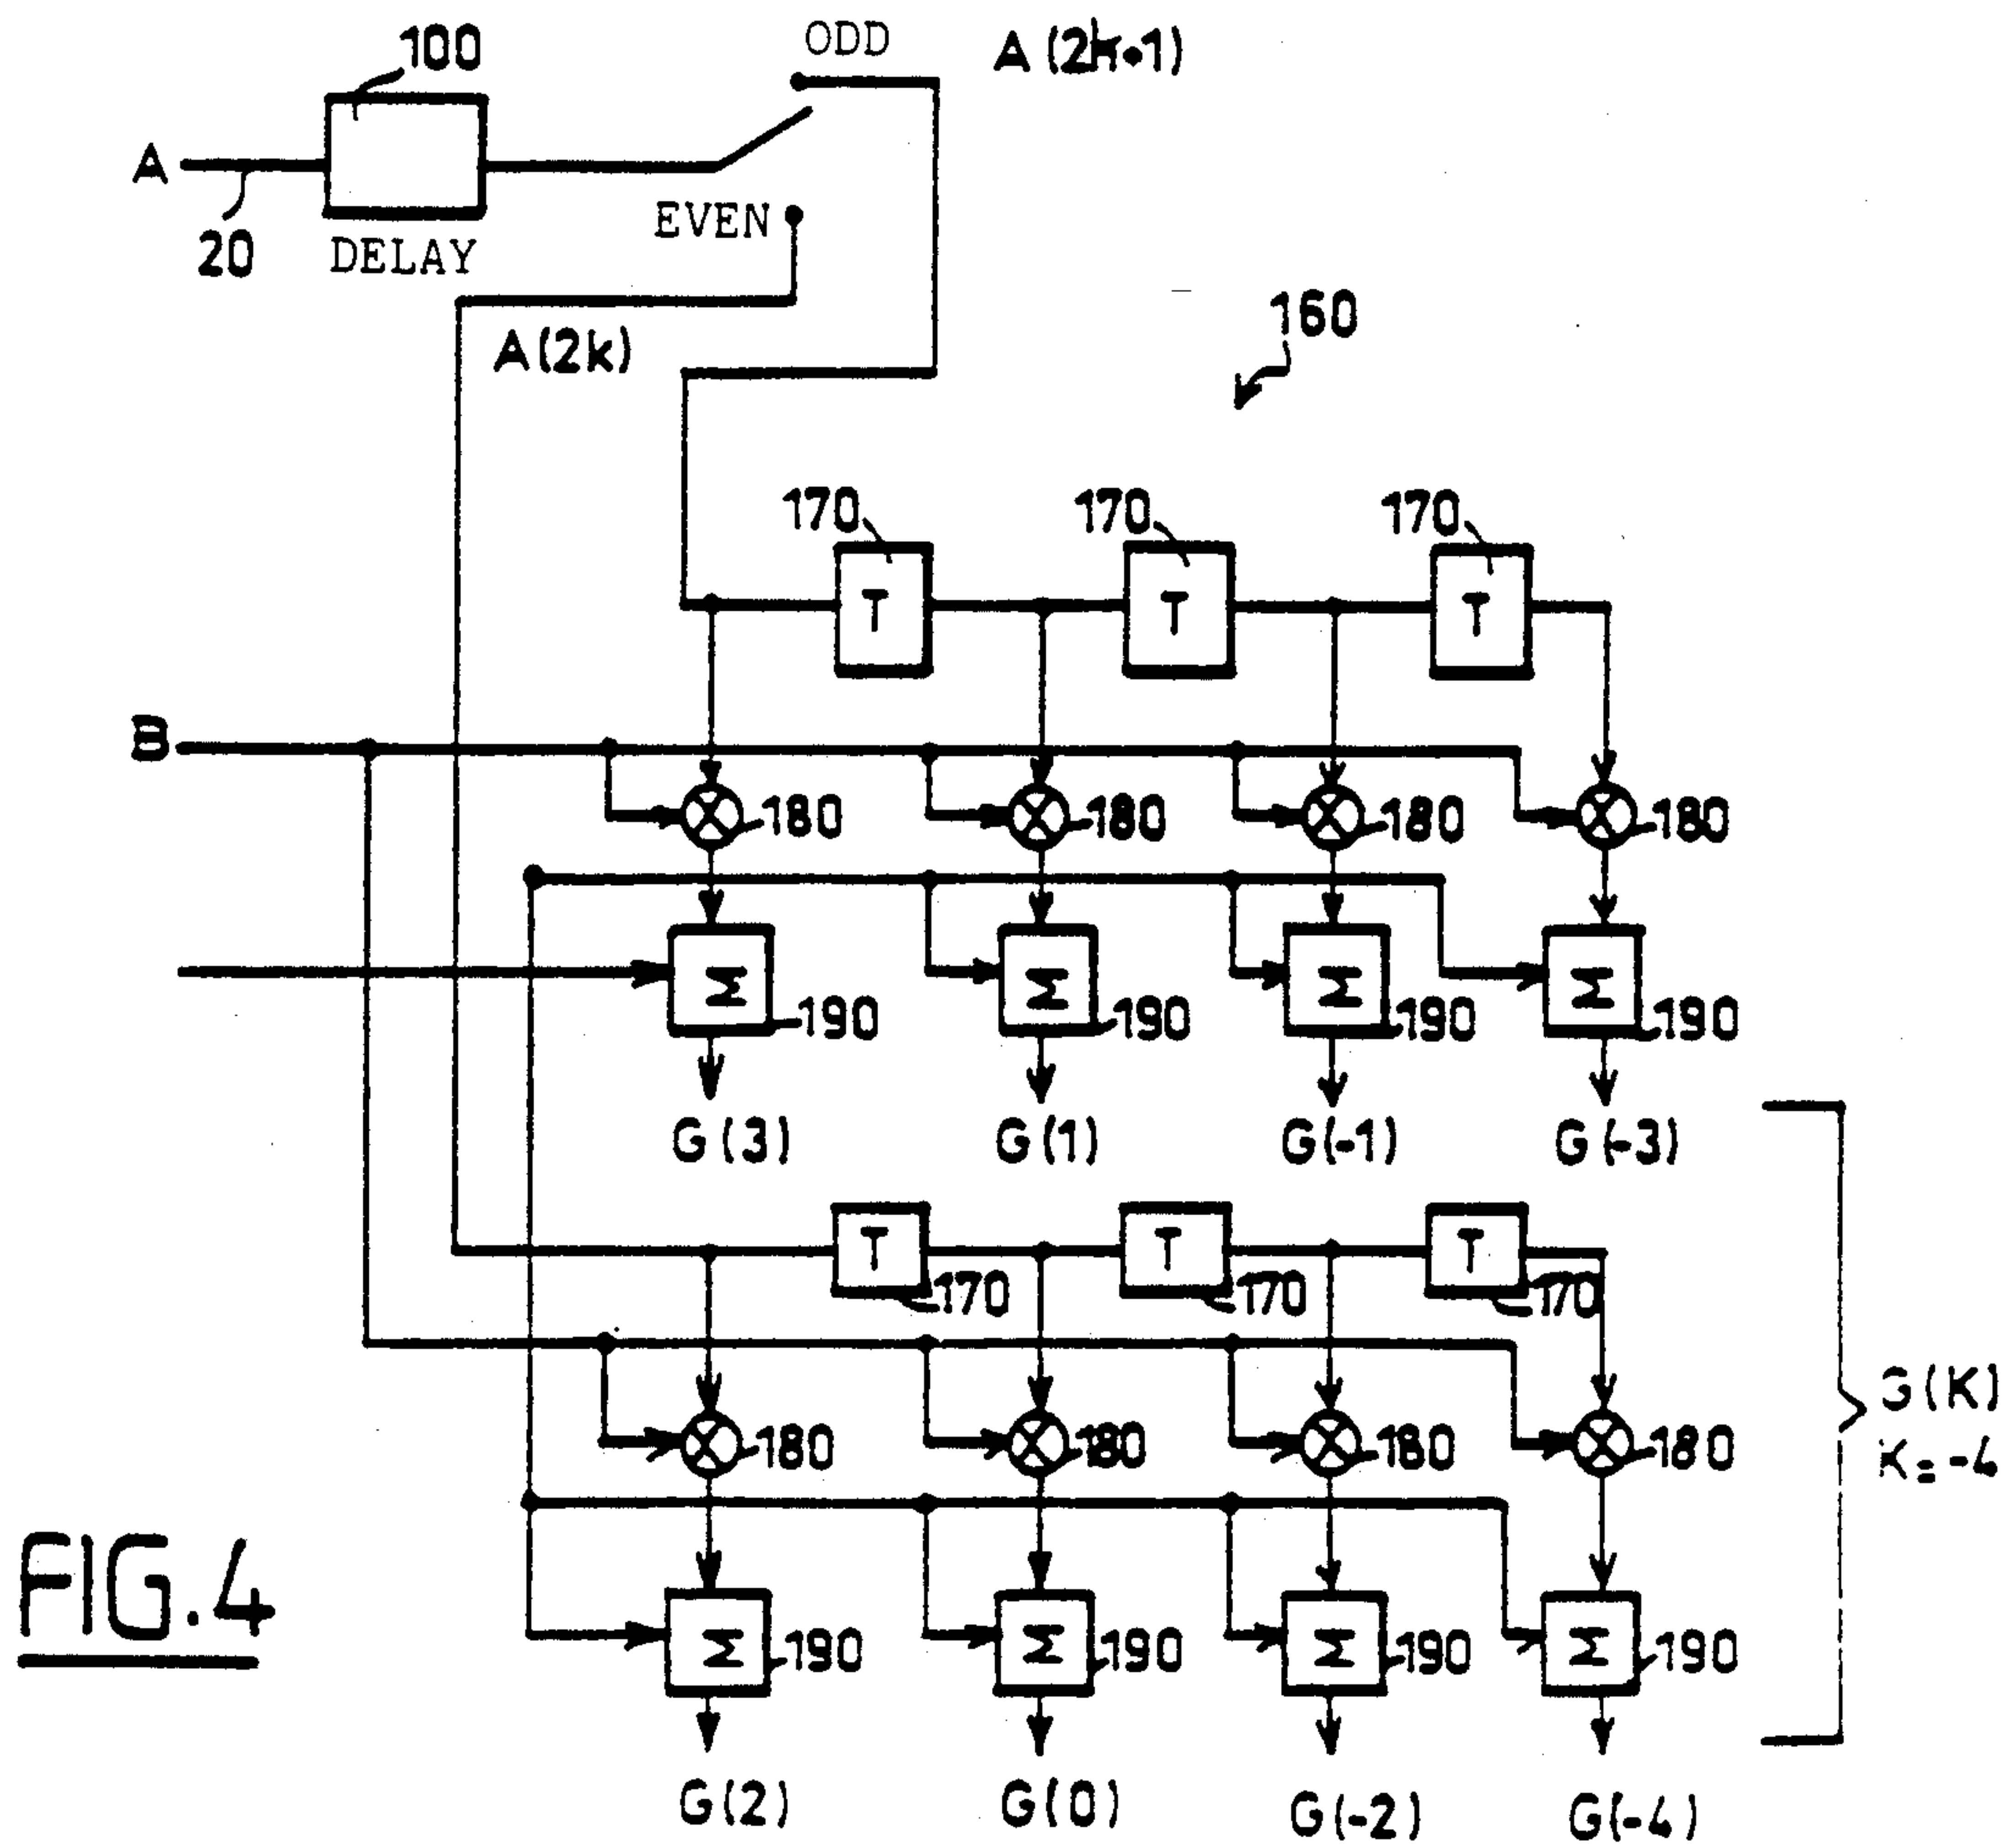 100
ODD
A (2k+1)
A
20
DELAY
EVEN
A(2k)
160
170 170 170
T T T
B
180 180 180 180
Σ Σ Σ Σ
190 190 190 190
G(3) G(1) G(-1) G(-3)
T T T
170 170 170
G(K)
K=-4
180 180 180 180
Σ Σ Σ Σ
190 190 190 190
G(2) G(0) G(-2) G(-4)
FIG.4